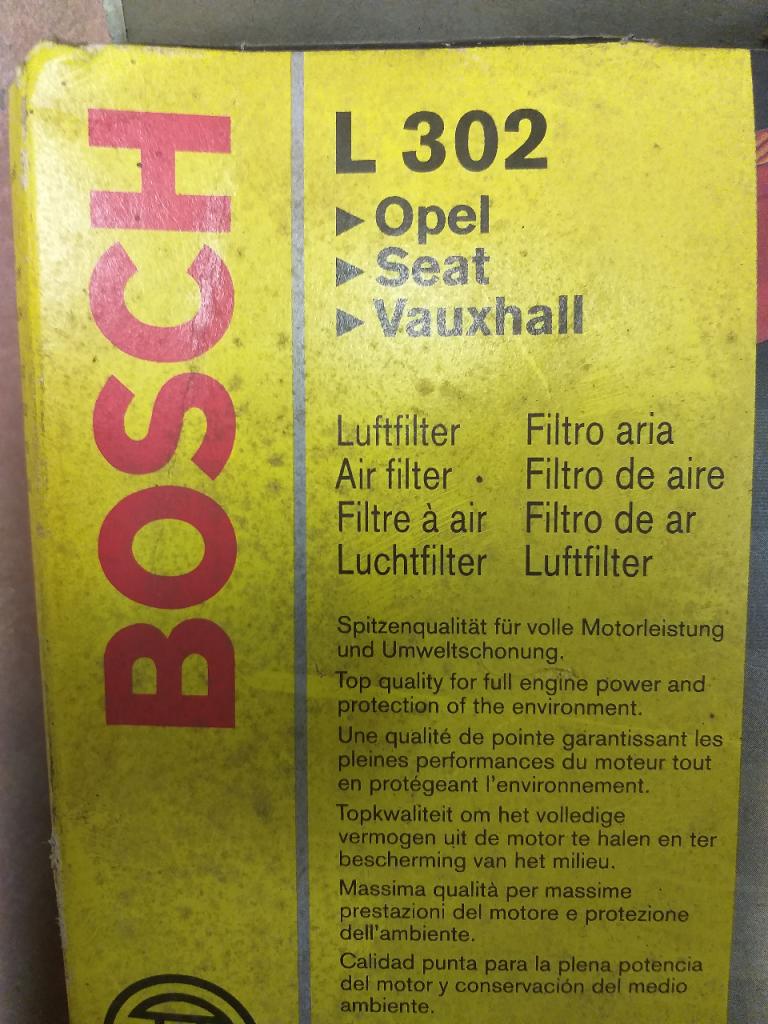 BOSCH
L 302
▶ Opel
▶ Seat
▶ Vauxhall
Luftfilter Filtro aria
Air filter Filtro de aire
Filtre à air Filtro de ar
Luchtfilter Luftfilter
Spitzenqualität für volle Motorleistung
und Umweltschonung.
Top quality for full engine power and
protection of the environment.
Une qualité de pointe garantissant les
pleines performances du moteur tout
en protégeant l'environnement.
Topkwaliteit om het volledige
vermogen uit de motor te halen en ter
bescherming van het milieu.
Massima qualità per massime
prestazioni del motore e protezione
dell'ambiente.
Calidad punta para la plena potencia
del motor y conservación del medio
ambiente.